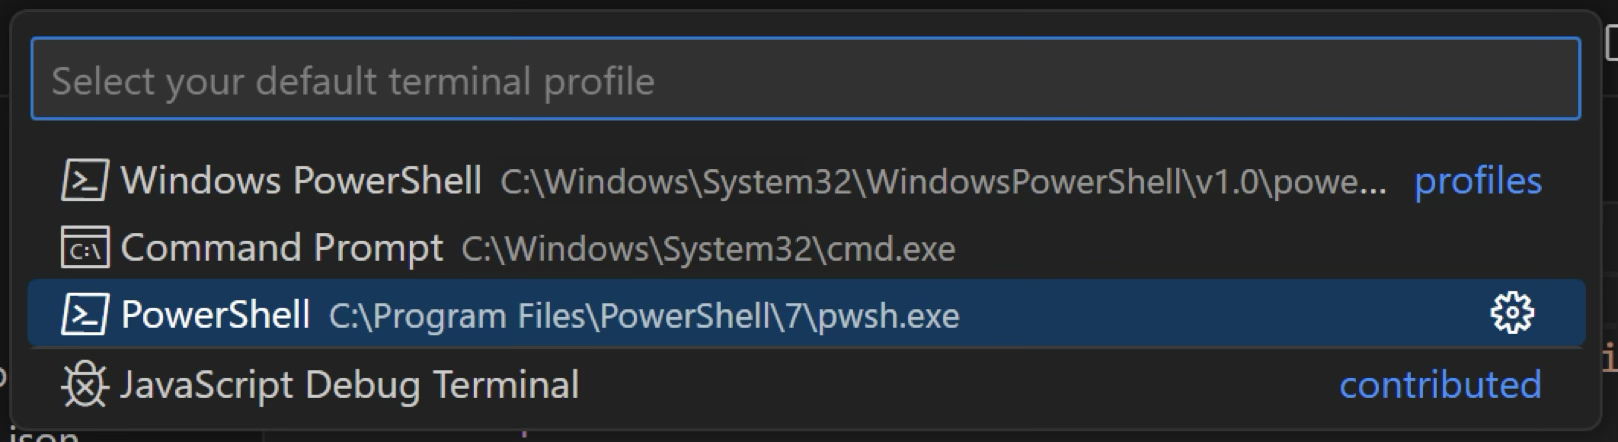 Select your default terminal profile
Windows PowerShell C:\Windows\System32\WindowsPowerShell\v1.0\powe... profiles
C:\ Command Prompt C:\Windows\System32\cmd.exe
PowerShell C:\Program Files\PowerShell\7\pwsh.exe
JavaScript Debug Terminal contributed
json